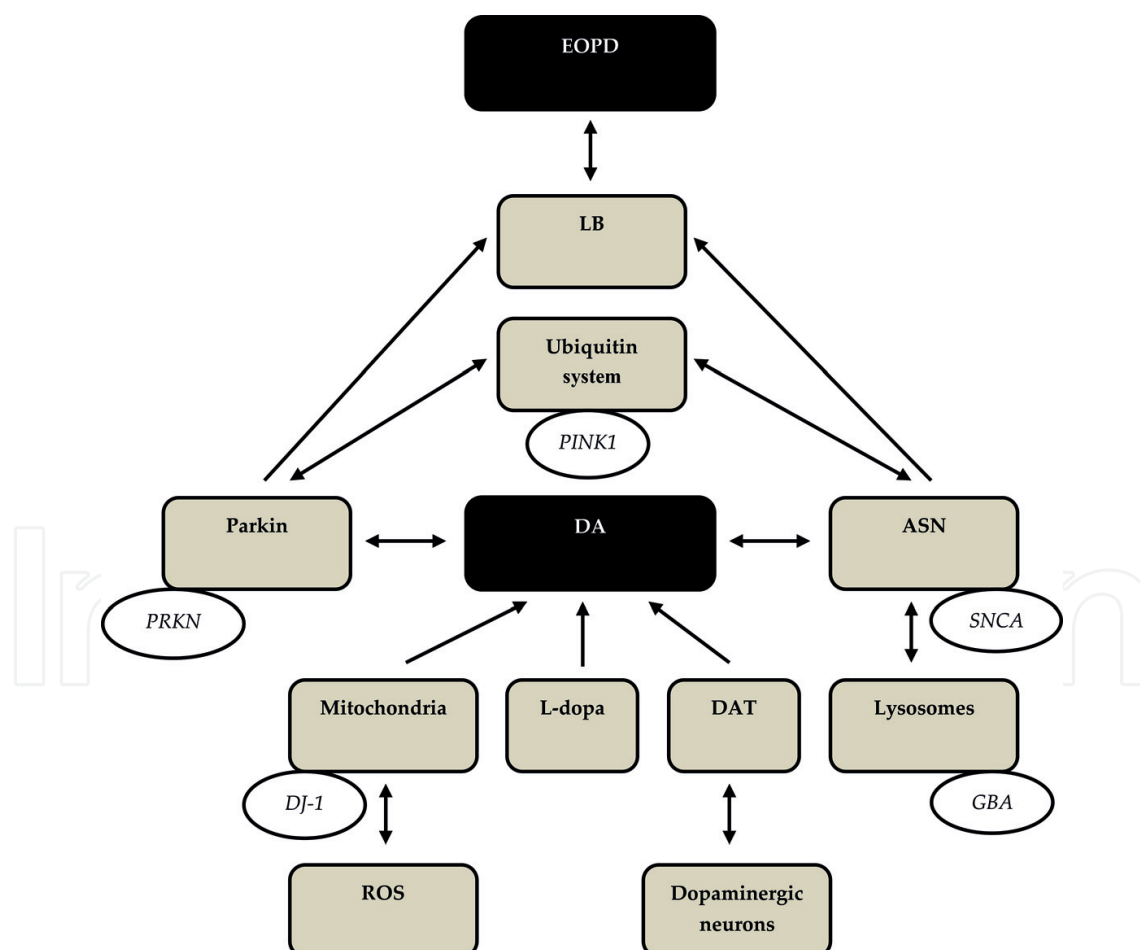 EOPD
LB
Ubiquitin
system
PINK1
Parkin
DA
ASN
PRKN
SNCA
Mitochondria
L-dopa
DAT
Lysosomes
DJ-1
GBA
ROS
Dopaminergic
neurons